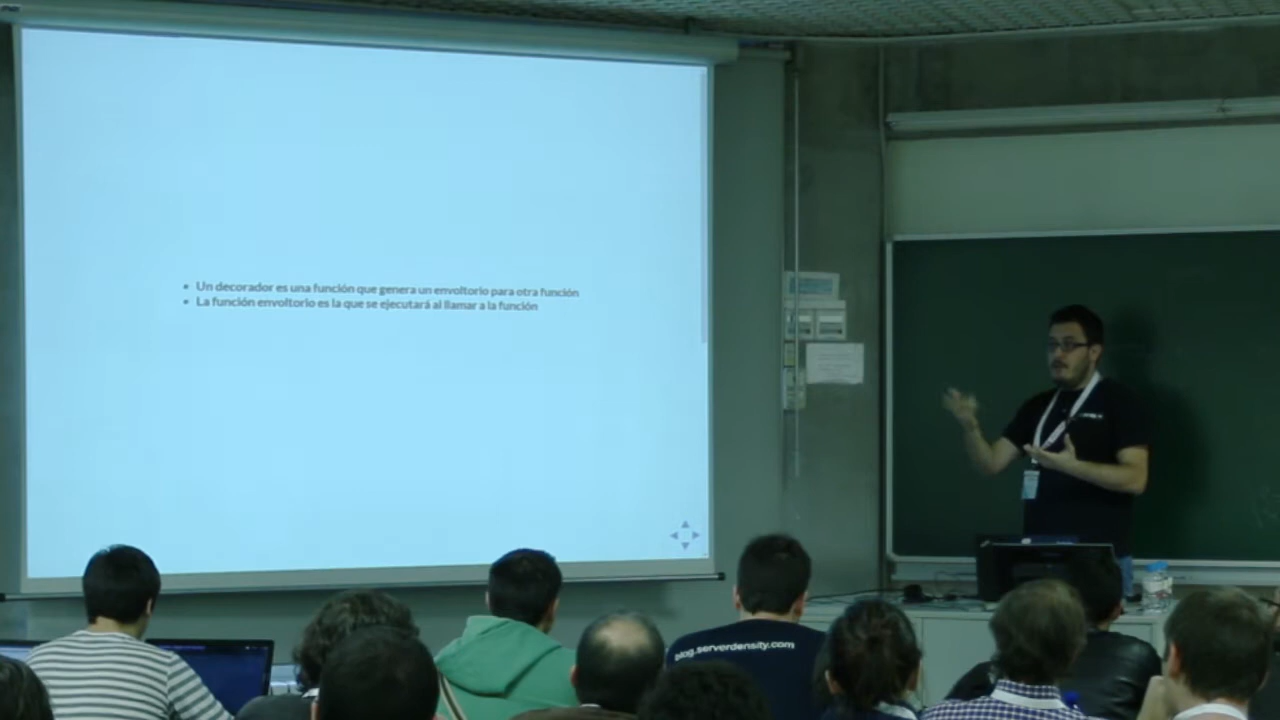 Un decorador es una función que genera un envoltorio para otra función
La función envoltorio es la que se ejecutará al llamar a la función
blog.serverdensity.com